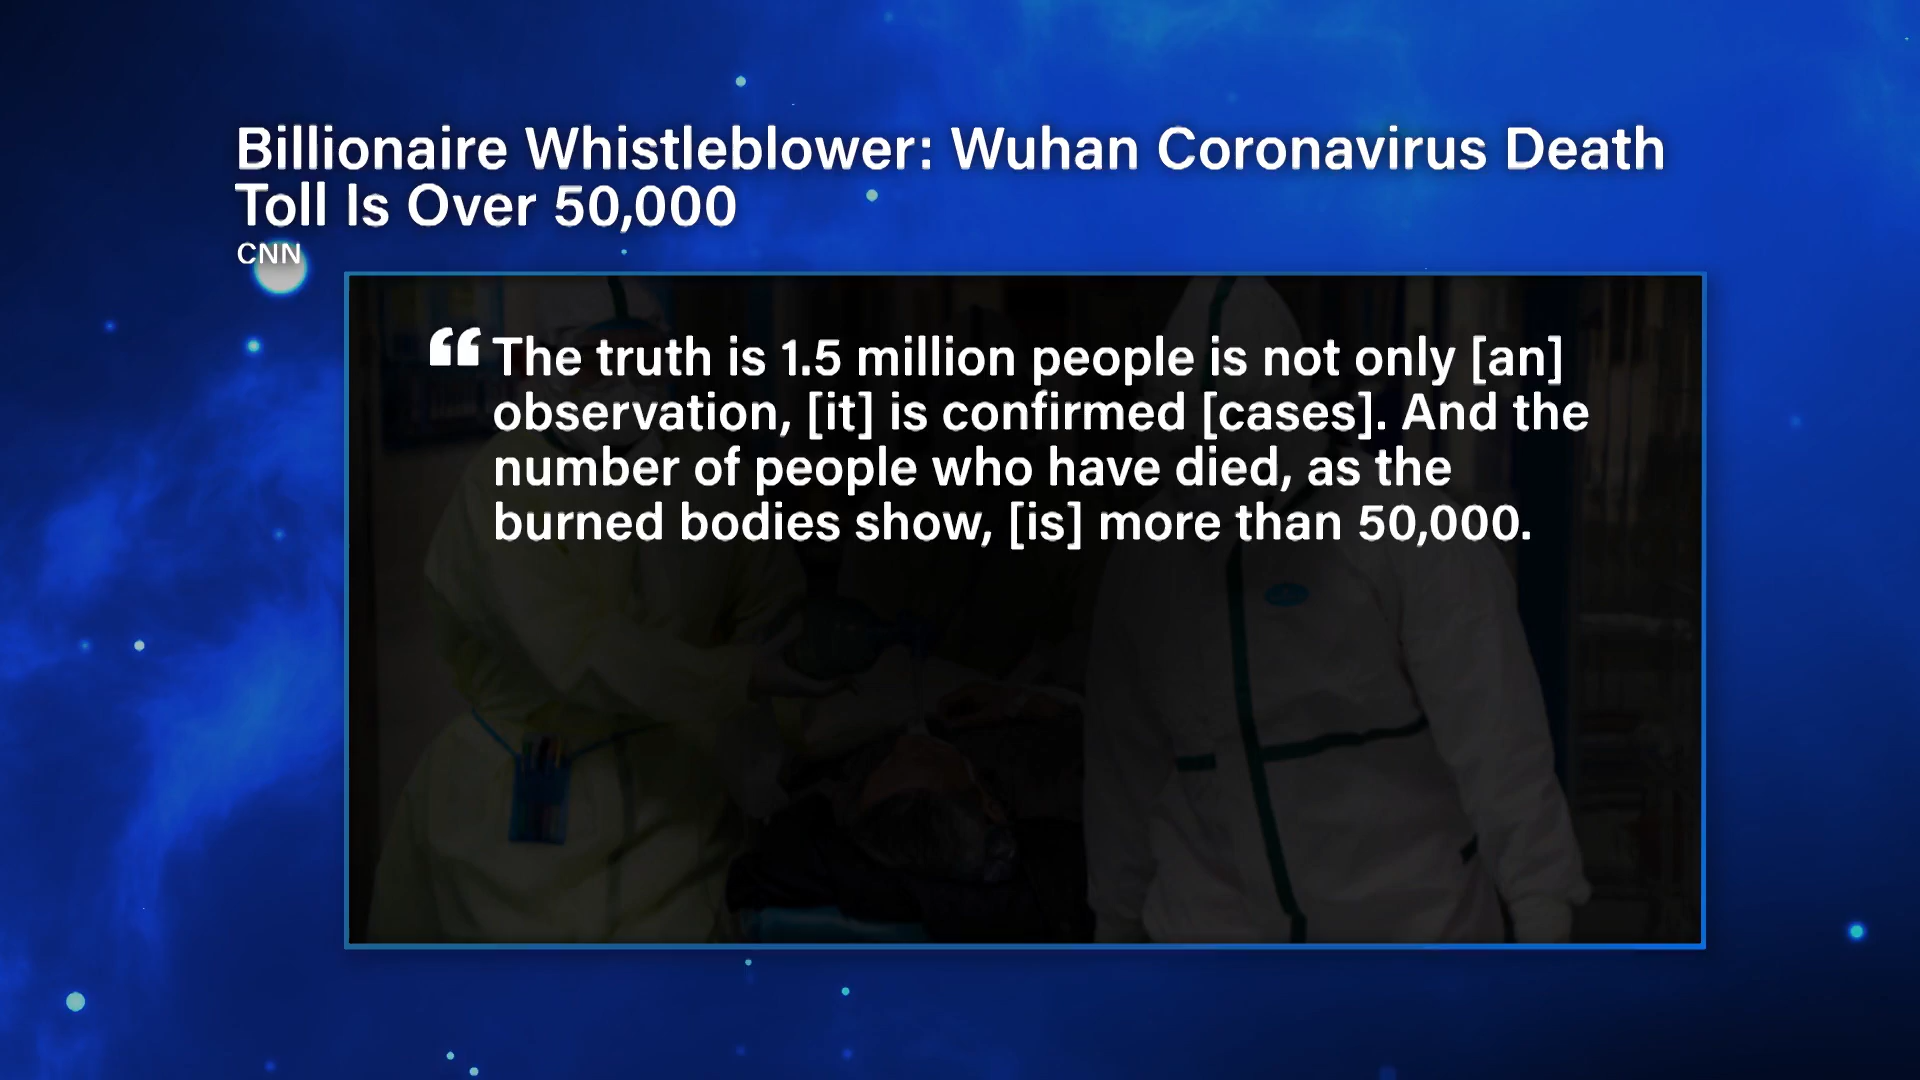 Billionaire Whistleblower: Wuhan Coronavirus Death
Toll Is Over 50,000
CNN
“The truth is 1.5 million people is not only [an]
observation, [it] is confirmed [cases]. And the
number of people who have died, as the
burned bodies show, [is] more than 50,000.